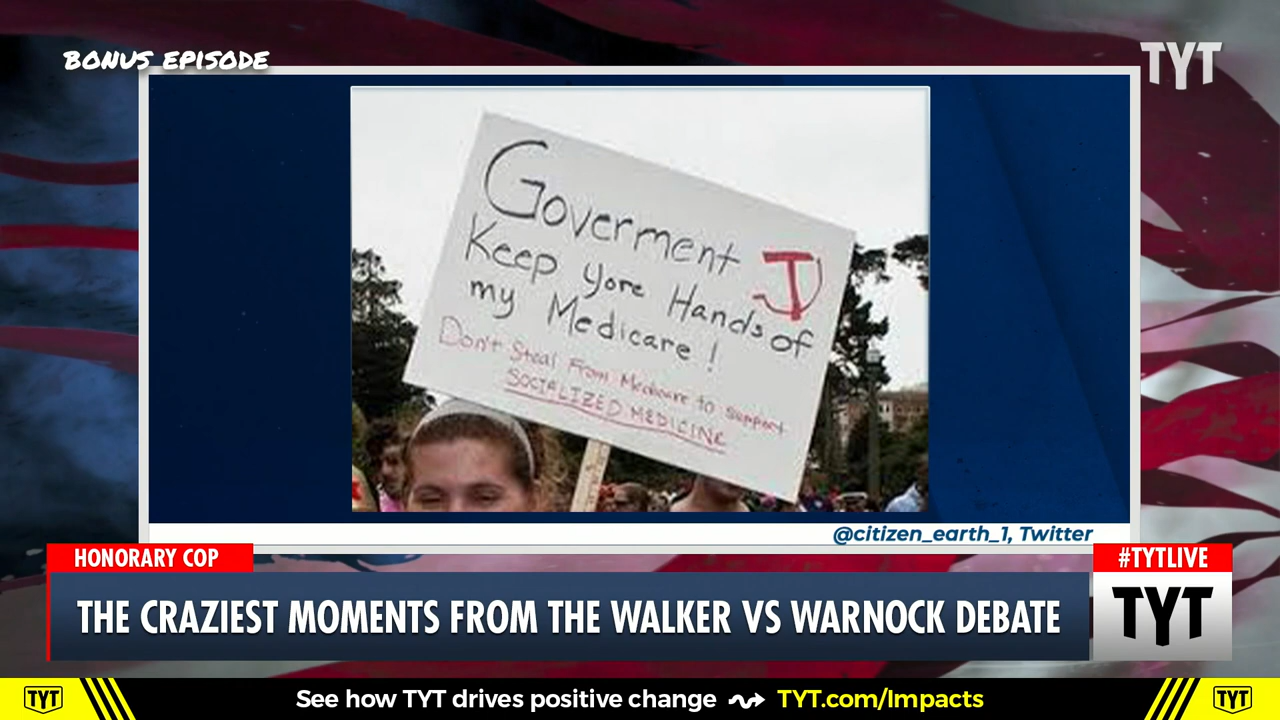 BONUS EPISODE
TYT
Goverment
Keep yore Hands of
my Medicare !
Don't Steal From Medicare to support
SOCIALIZED MEDICINE
@citizen_earth_1, Twitter
HONORARY COP
#TYTLIVE
THE CRAZIEST MOMENTS FROM THE WALKER VS WARNOCK DEBATE
TYT
TYT
See how TYT drives positive change TYT.com/Impacts
TYT